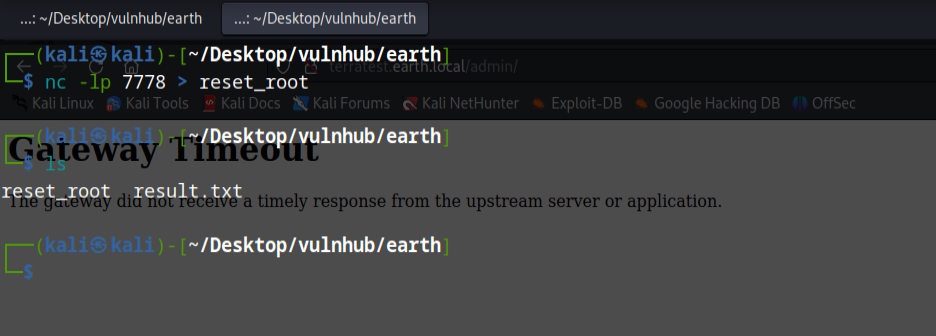 ...: ~/Desktop/vulnhub/earth ...: ~/Desktop/vulnhub/earth
(kali㉿kali)-[~/Desktop/vulnhub/earth]
terratest.earth.local/admin/
$ nc -lp 7778 > reset_root
Kali Linux Kali Tools Kali Docs Kali Forums Kali NetHunter Exploit-DB Google Hacking DB OffSec
(kali㉿kali)-[~/Desktop/vulnhub/earth]
Gateway Timeout
$ ls
reset_root result.txt
The gateway did not receive a timely response from the upstream server or application.
(kali㉿kali)-[~/Desktop/vulnhub/earth]
$